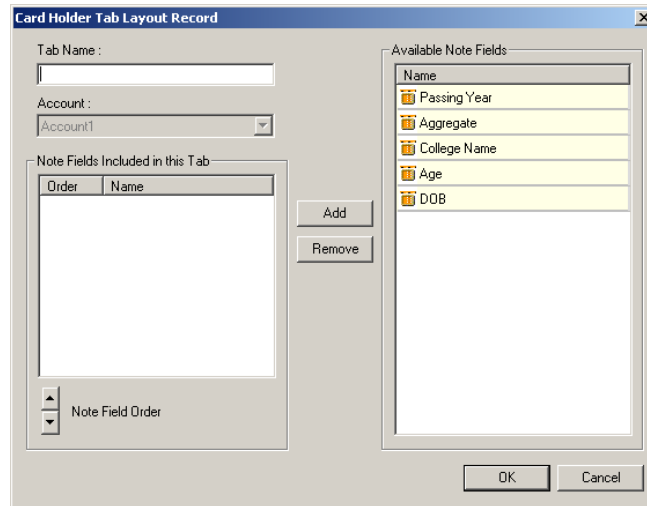 Card Holder Tab Layout Record
Tab Name :
Account :
Account1
Note Fields Included in this Tab
Order Name
Note Field Order
Add
Remove
Available Note Fields
Name
Passing Year
Aggregate
College Name
Age
DOB
OK Cancel